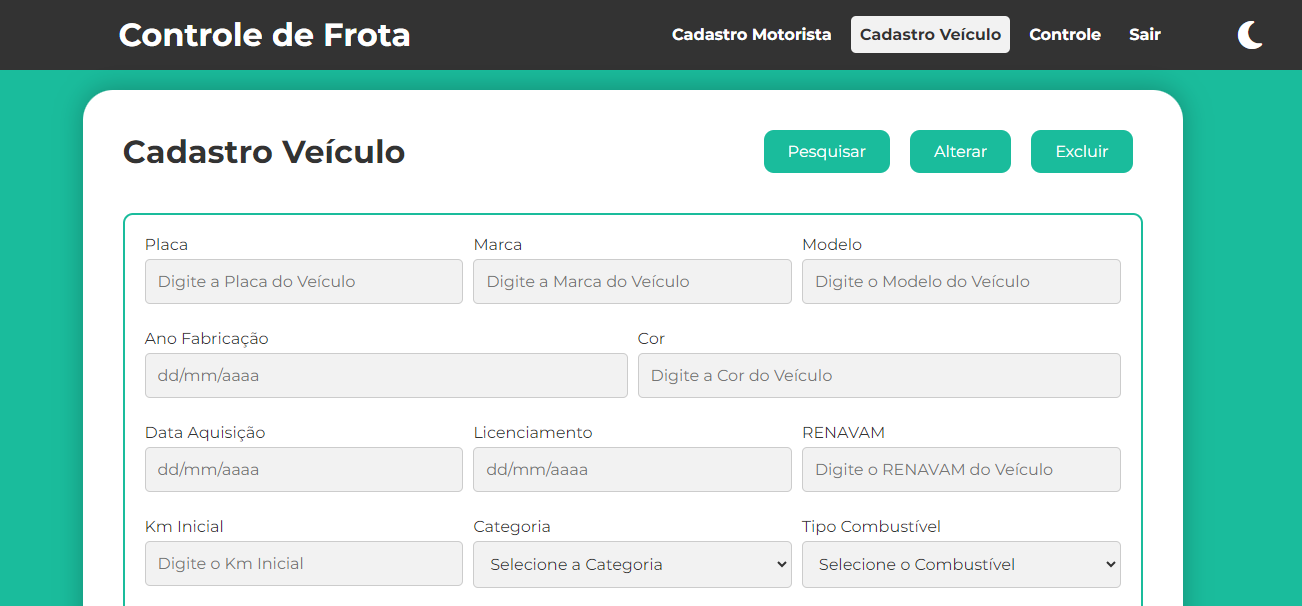 Controle de Frota
Cadastro Motorista
Cadastro Veículo
Controle
Sair
Cadastro Veículo
Pesquisar
Alterar
Excluir
Placa
Marca
Modelo
Digite a Placa do Veículo
Digite a Marca do Veículo
Digite o Modelo do Veículo
Ano Fabricação
Cor
dd/mm/aaaa
Digite a Cor do Veículo
Data Aquisição
Licenciamento
RENAVAM
dd/mm/aaaa
dd/mm/aaaa
Digite o RENAVAM do Veículo
Km Inicial
Categoria
Tipo Combustível
Digite o Km Inicial
Selecione a Categoria
Selecione o Combustível